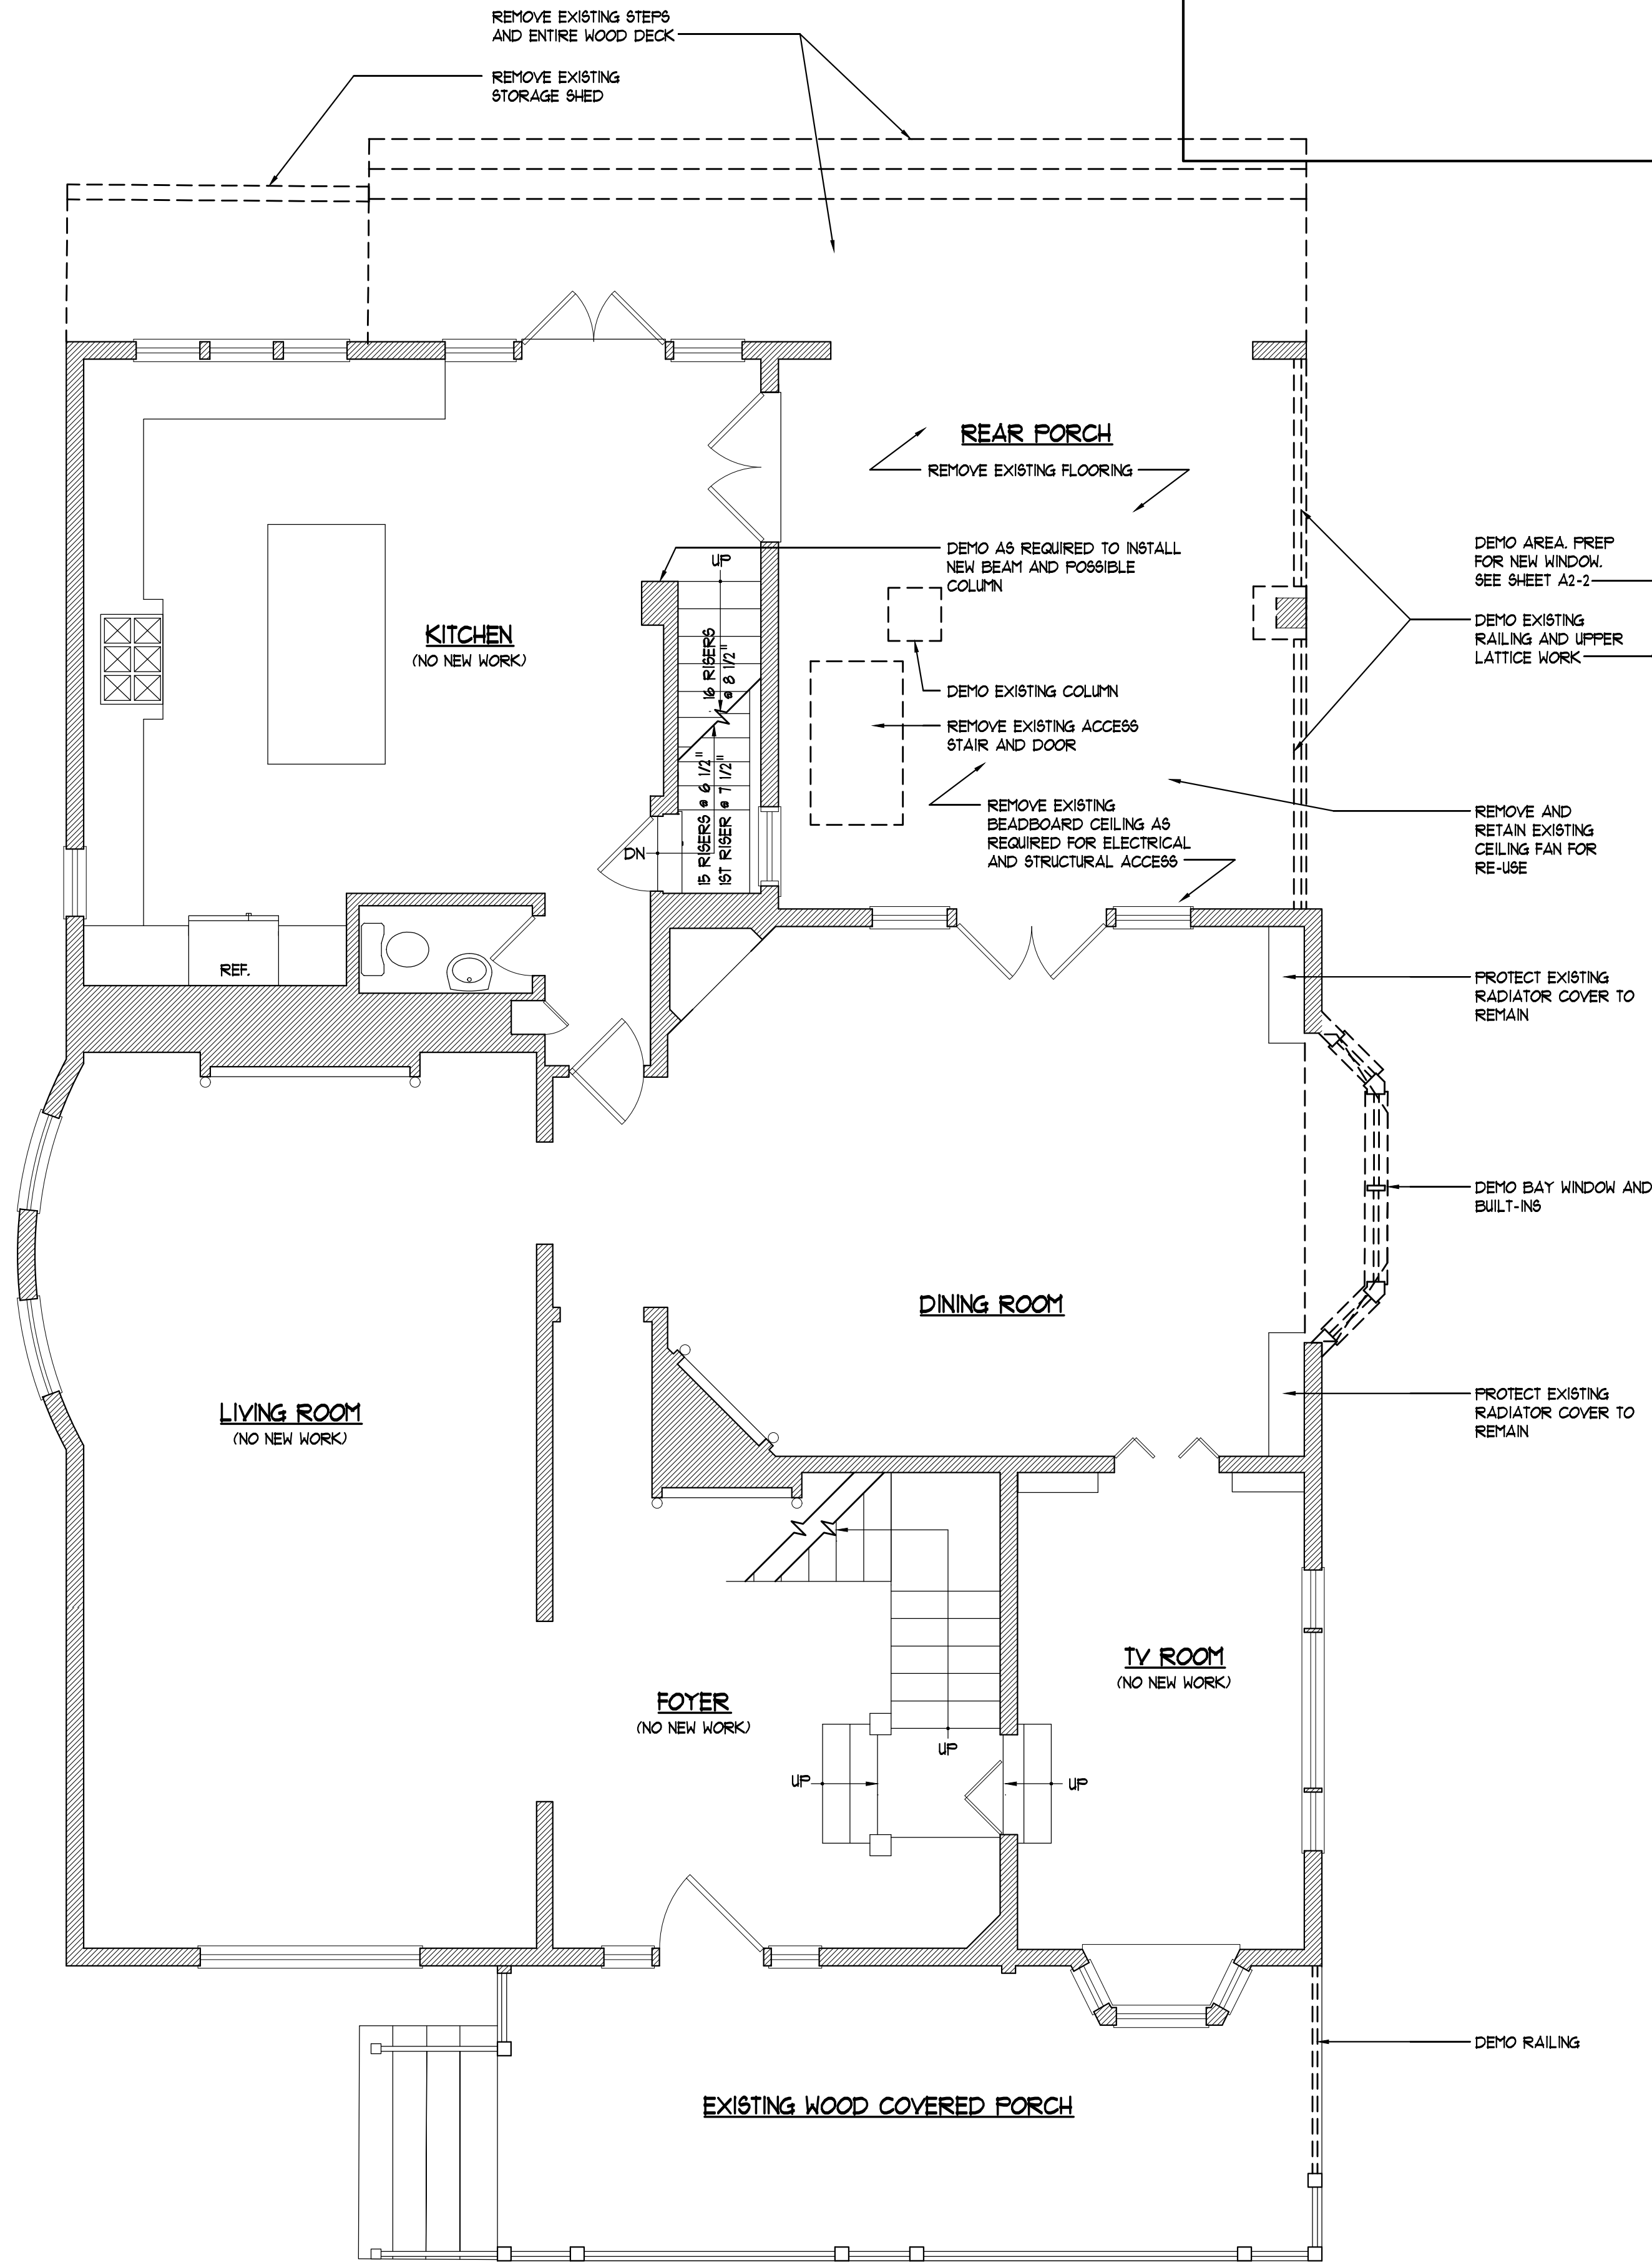 REMOVE EXISTING STEPS
AND ENTIRE WOOD DECK
REMOVE EXISTING
STORAGE SHED
REAR PORCH
REMOVE EXISTING FLOORING
DEMO AS REQUIRED TO INSTALL
NEW BEAM AND POSSIBLE
COLUMN
UP
16 RISERS
@ 8 1/2"
KITCHEN
(NO NEW WORK)
DEMO EXISTING COLUMN
REMOVE EXISTING ACCESS
STAIR AND DOOR
15 RISERS @ 6 1/2"
1ST RISER @ 7 1/2"
DN
REMOVE EXISTING
BEADBOARD CEILING AS
REQUIRED FOR ELECTRICAL
AND STRUCTURAL ACCESS
DEMO AREA. PREP
FOR NEW WINDOW.
SEE SHEET A2-2
DEMO EXISTING
RAILING AND UPPER
LATTICE WORK
REMOVE AND
RETAIN EXISTING
CEILING FAN FOR
RE-USE
REF.
PROTECT EXISTING
RADIATOR COVER TO
REMAIN
DEMO BAY WINDOW AND
BUILT-INS
DINING ROOM
LIVING ROOM
(NO NEW WORK)
PROTECT EXISTING
RADIATOR COVER TO
REMAIN
TV ROOM
(NO NEW WORK)
FOYER
(NO NEW WORK)
UP
UP
UP
DEMO RAILING
EXISTING WOOD COVERED PORCH